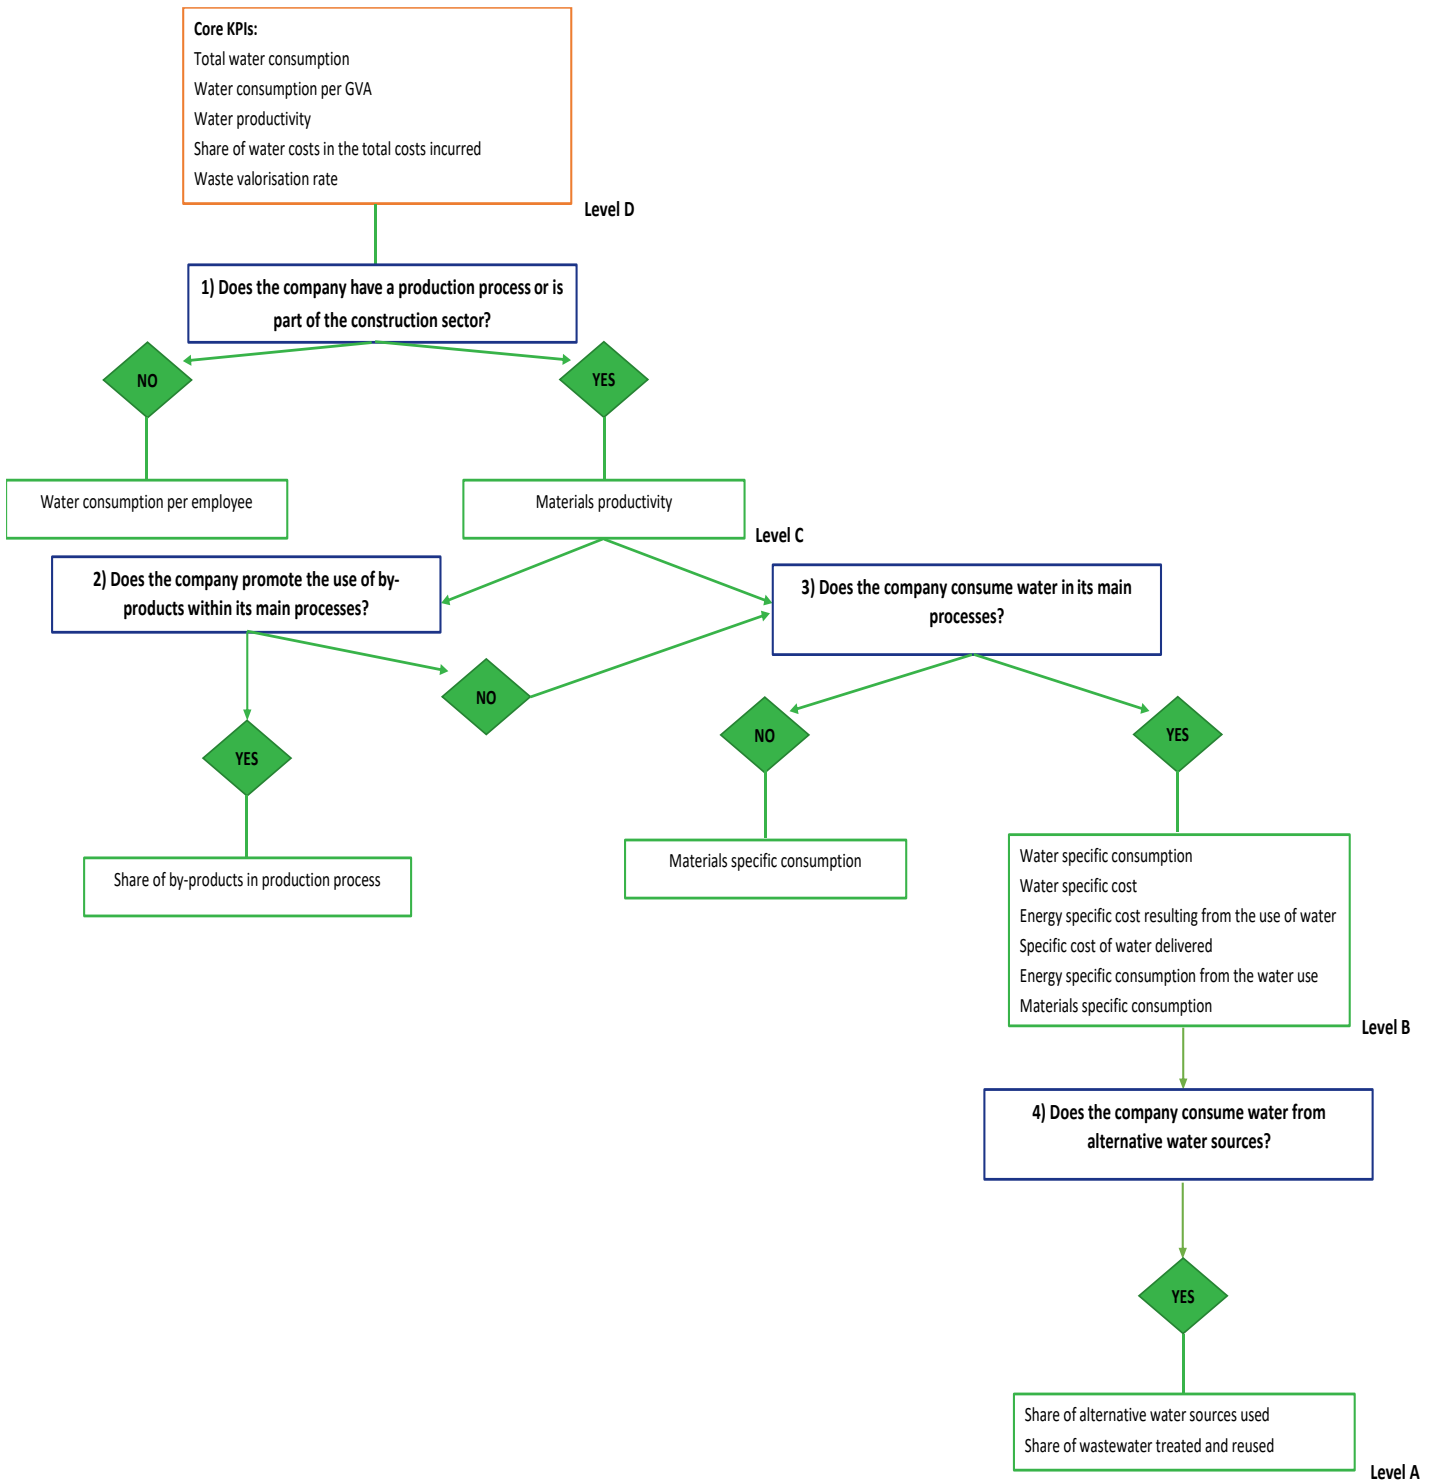 Core KPIs:
Total water consumption
Water consumption per GVA
Water productivity
Share of water costs in the total costs incurred
Waste valorisation rate
Level D
1) Does the company have a production process or is
part of the construction sector?
NO
YES
Water consumption per employee
Materials productivity
Level C
2) Does the company promote the use of by-
products within its main processes?
3) Does the company consume water in its main
processes?
NO
YES
NO
YES
Share of by-products in production process
Materials specific consumption
Water specific consumption
Water specific cost
Energy specific cost resulting from the use of water
Specific cost of water delivered
Energy specific consumption from the water use
Materials specific consumption
Level B
4) Does the company consume water from
alternative water sources?
YES
Share of alternative water sources used
Share of wastewater treated and reused
Level A